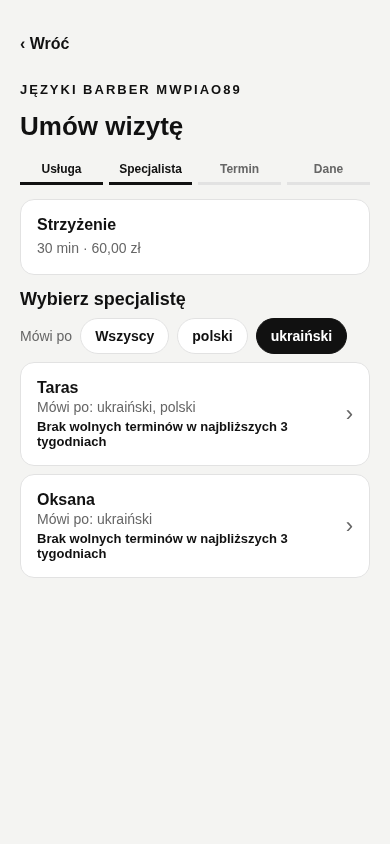 ‹ Wróć
JĘZYKI BARBER MWPIAO89
Umów wizytę
Usługa Specjalista Termin Dane
Strzyżenie
30 min · 60,00 zł
Wybierz specjalistę
Mówi po Wszyscy polski ukraiński
Taras
Mówi po: ukraiński, polski
Brak wolnych terminów w najbliższych 3
tygodniach
›
Oksana
Mówi po: ukraiński
Brak wolnych terminów w najbliższych 3
tygodniach
›